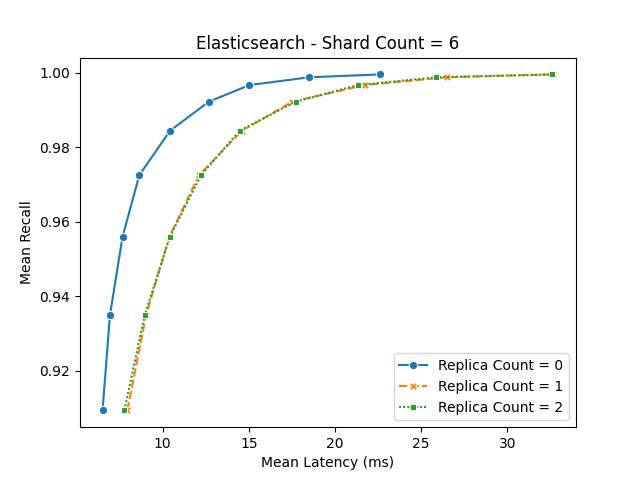 Elasticsearch - Shard Count = 6
1.00
0.98
0.96
0.94
0.92
Mean Recall
Replica Count = 0
Replica Count = 1
Replica Count = 2
10 15 20 25 30
Mean Latency (ms)